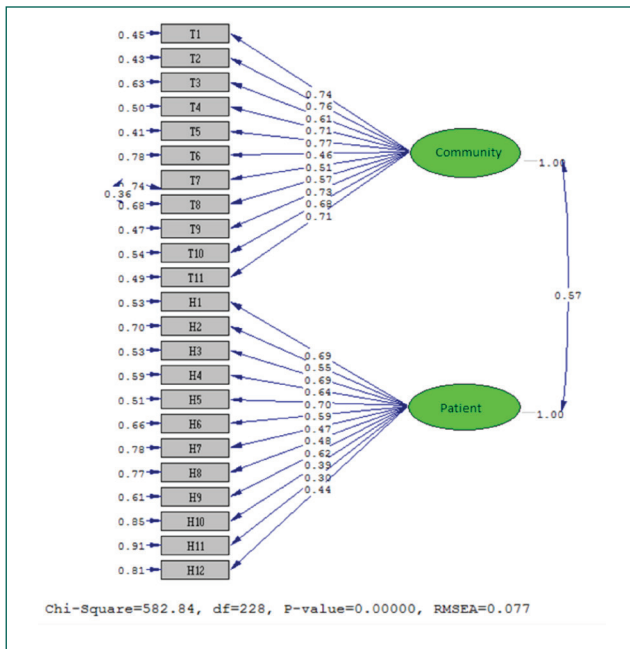 0.45 T1
0.43 T2
0.63 T3
0.50 T4
0.41 T5
0.78 T6
0.74 T7
0.36
0.68 T8
0.47 T9
0.54 T10
0.49 T11
0.53 H1
0.70 H2
0.53 H3
0.59 H4
0.51 H5
0.66 H6
0.78 H7
0.77 H8
0.61 H9
0.85 H10
0.91 H11
0.81 H12
0.74
0.76
0.61
0.71
0.77
0.46
0.51
0.57
0.73
0.68
0.71
Community
1.00
0.57
0.69
0.55
0.69
0.64
0.70
0.59
0.47
0.48
0.62
0.39
0.30
0.44
Patient
1.00
Chi-Square=582.84, df=228, P-value=0.00000, RMSEA=0.077